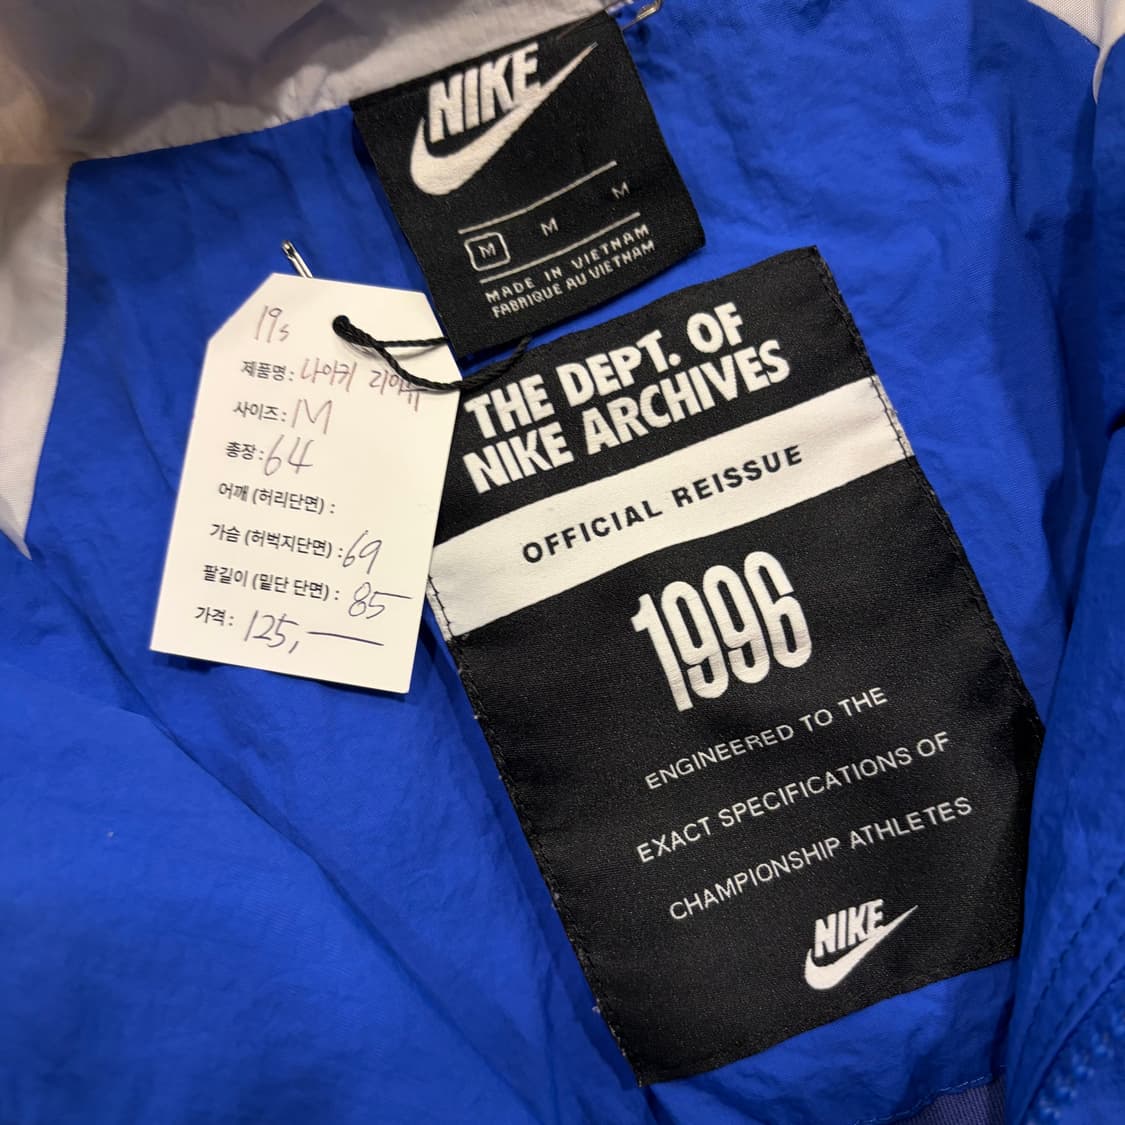 NIKE
M M M
MADE IN VIETNAM
FABRIQUE AU VIETNAM
19s
제품명: 나이키 리이슈
사이즈: M
총장: 64
어깨 (허리단면) :
가슴 (허벅지단면) : 69
팔길이 (밑단 단면) : 85
가격: 125,—
THE DEPT. OF
NIKE ARCHIVES
OFFICIAL REISSUE
1996
ENGINEERED TO THE
EXACT SPECIFICATIONS OF
CHAMPIONSHIP ATHLETES
NIKE